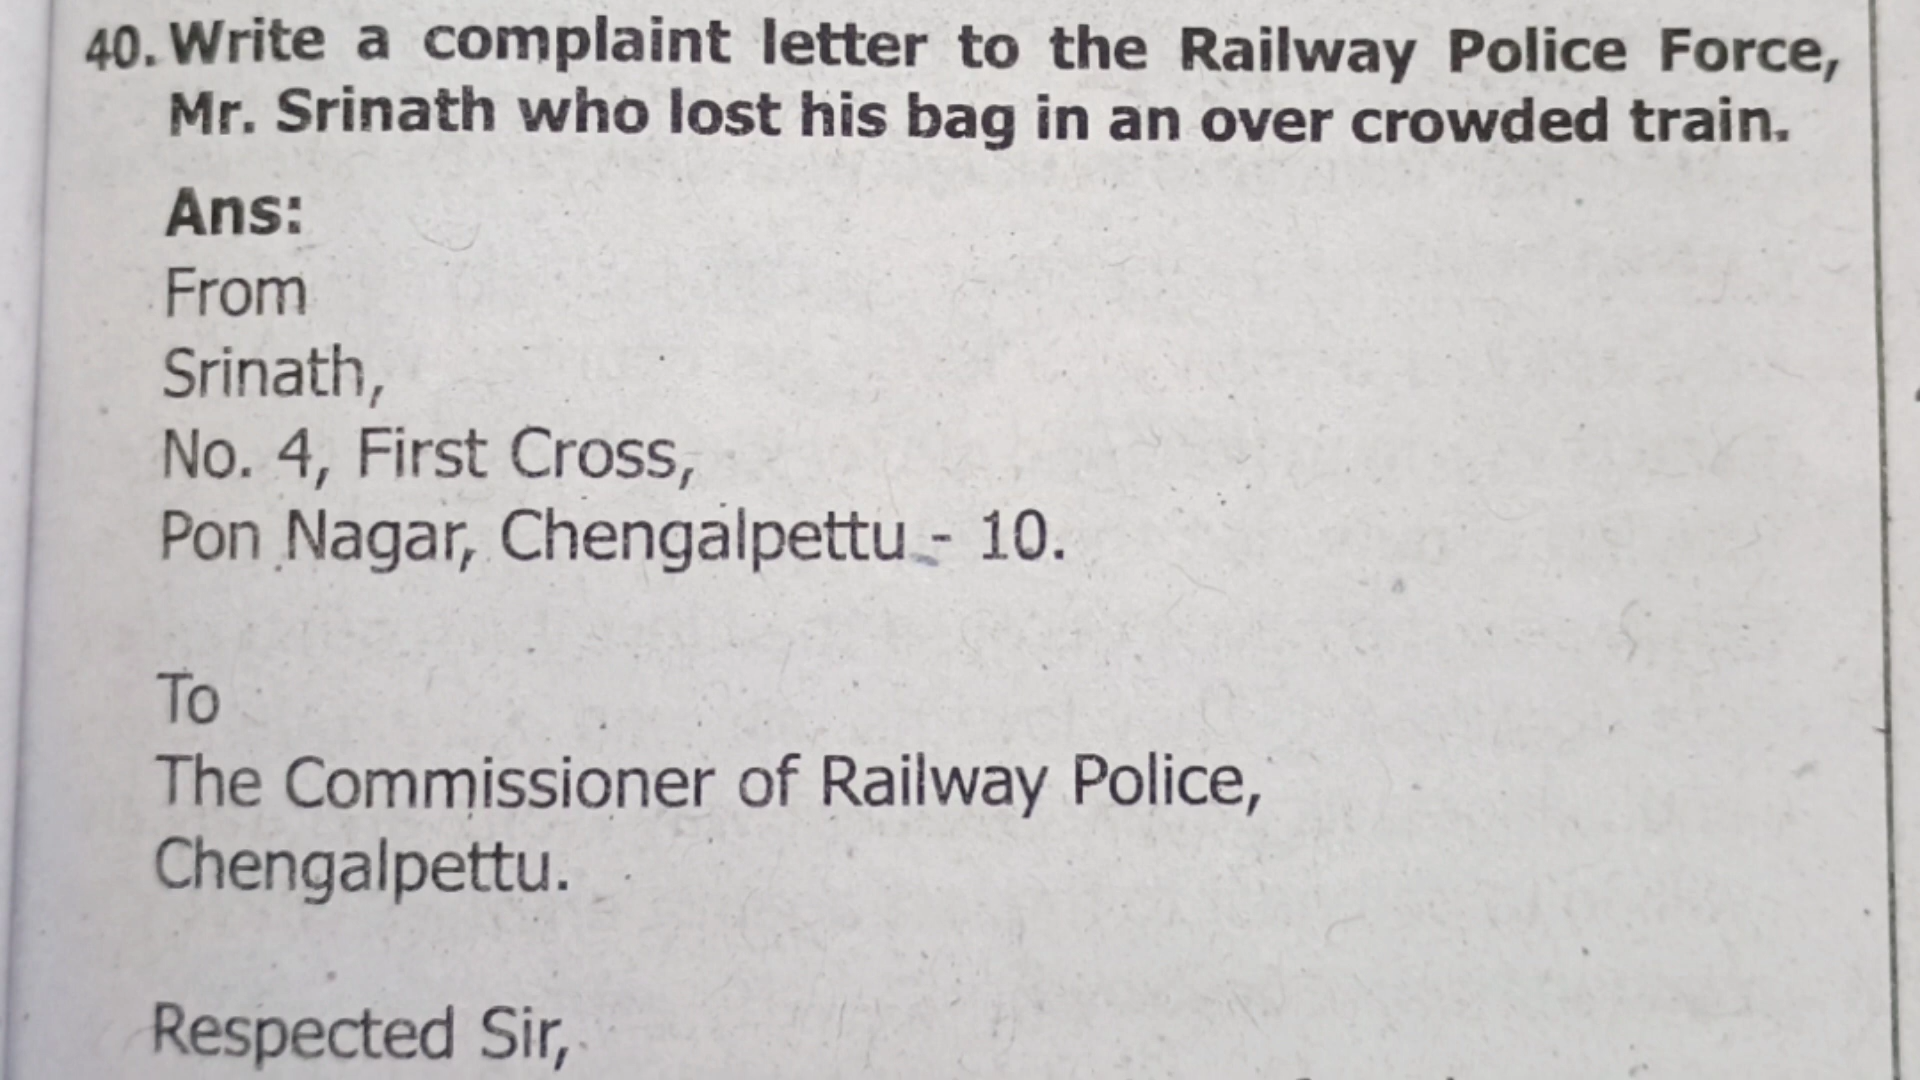 40. Write a complaint letter to the Railway Police Force,
Mr. Srinath who lost his bag in an over crowded train.
Ans:
From
Srinath,
No. 4, First Cross,
Pon Nagar, Chengalpettu - 10.
To
The Commissioner of Railway Police,
Chengalpettu.
Respected Sir,